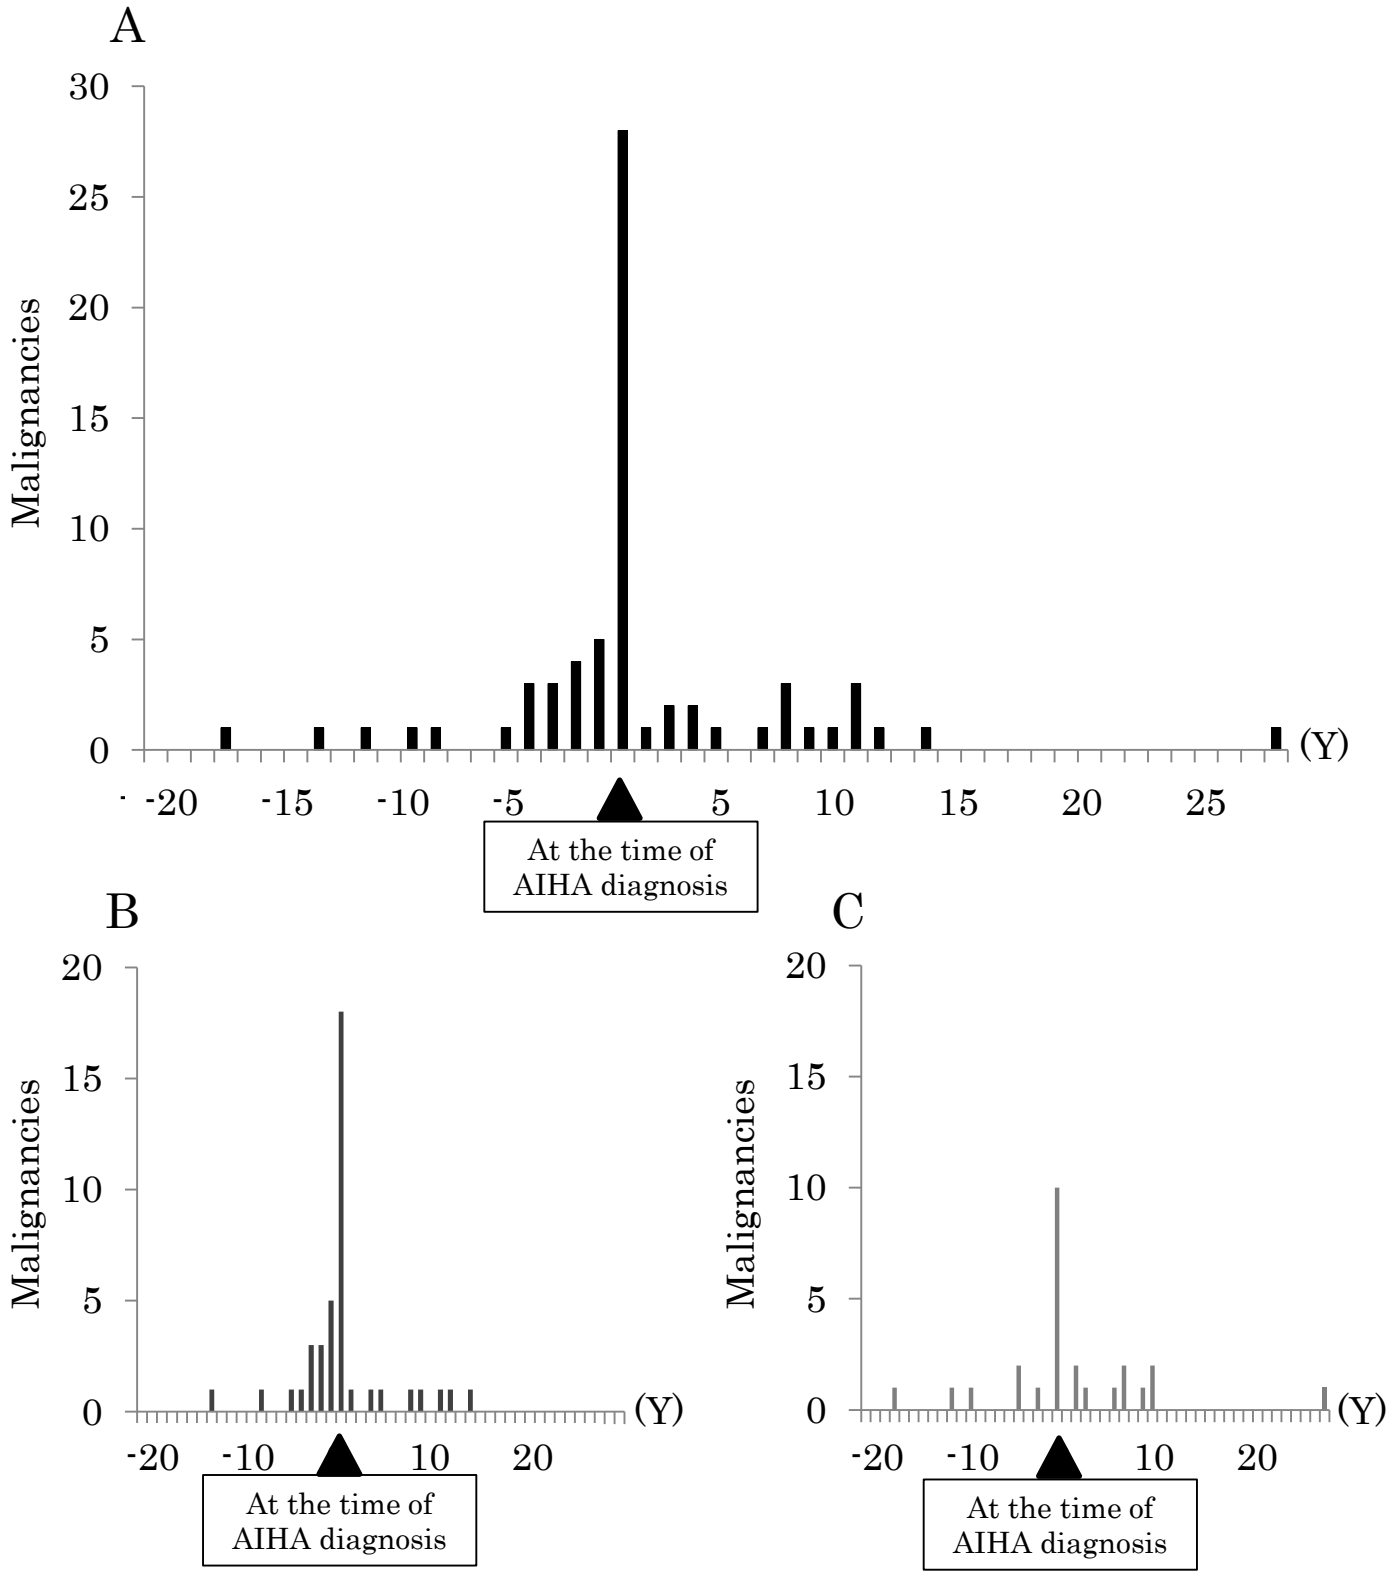 A
30
25
20
15
10
5
0
Malignancies
(Y)
- -20 -15 -10 -5 5 10 15 20 25
At the time of
AIHA diagnosis
B
20
15
10
5
0
Malignancies
(Y)
-20 -10 10 20
At the time of
AIHA diagnosis
C
20
15
10
5
0
Malignancies
(Y)
-20 -10 10 20
At the time of
AIHA diagnosis